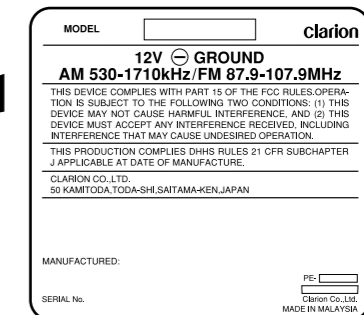 MODEL
clarion
12V ⊖ GROUND
AM 530-1710kHz/FM 87.9-107.9MHz
THIS DEVICE COMPLIES WITH PART 15 OF THE FCC RULES.OPERA-
TION IS SUBJECT TO THE FOLLOWING TWO CONDITIONS: (1) THIS
DEVICE MAY NOT CAUSE HARMFUL INTERFERENCE, AND (2) THIS
DEVICE MUST ACCEPT ANY INTERFERENCE RECEIVED, INCLUDING
INTERFERENCE THAT MAY CAUSE UNDESIRED OPERATION.
THIS PRODUCTION COMPLIES DHHS RULES 21 CFR SUBCHAPTER
J APPLICABLE AT DATE OF MANUFACTURE.
CLARION CO.,LTD.
50 KAMITODA,TODA-SHI,SAITAMA-KEN,JAPAN
MANUFACTURED:
PE-
SERIAL No.
Clarion Co.,Ltd.
MADE IN MALAYSIA